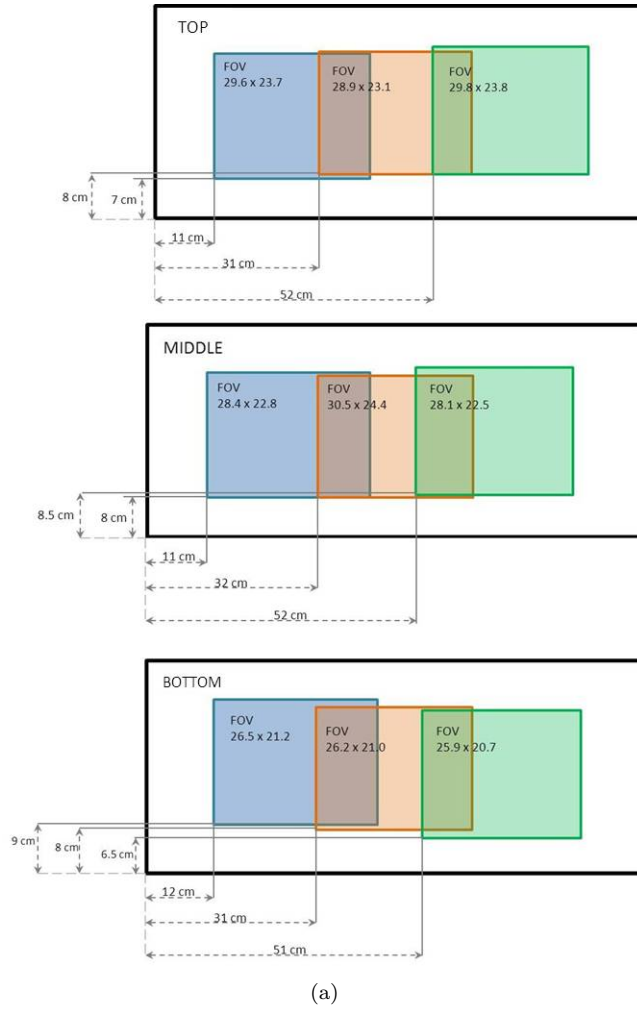 TOP
FOV
29.6 x 23.7
FOV
28.9 x 23.1
FOV
29.8 x 23.8
8 cm
7 cm
11 cm
31 cm
52 cm
MIDDLE
FOV
28.4 x 22.8
FOV
30.5 x 24.4
FOV
28.1 x 22.5
8.5 cm
8 cm
11 cm
32 cm
52 cm
BOTTOM
FOV
26.5 x 21.2
FOV
26.2 x 21.0
FOV
25.9 x 20.7
9 cm
8 cm
6.5 cm
12 cm
31 cm
51 cm
(a)